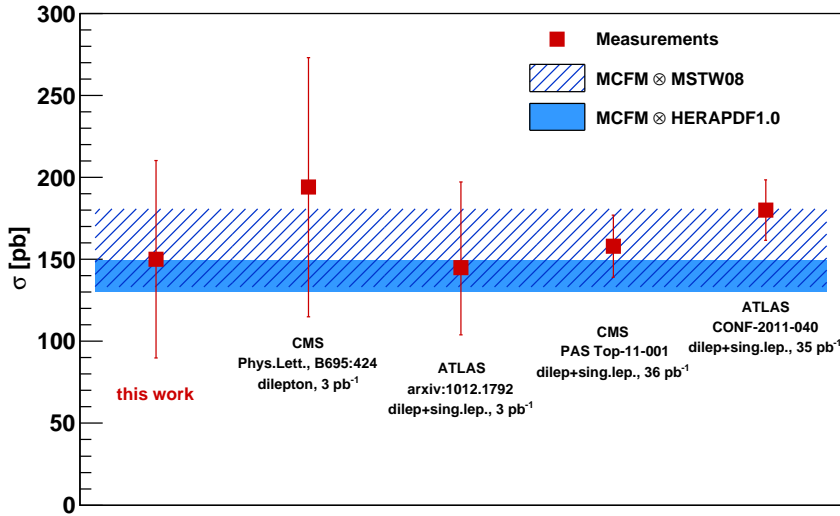 300
250
200
150
100
50
0
σ [pb]
Measurements
MCFM ⊗ MSTW08
MCFM ⊗ HERAPDF1.0
this work
CMS
Phys.Lett., B695:424
dilepton, 3 pb⁻¹
ATLAS
arxiv:1012.1792
dilep+sing.lep., 3 pb⁻¹
CMS
PAS Top-11-001
dilep+sing.lep., 36 pb⁻¹
ATLAS
CONF-2011-040
dilep+sing.lep., 35 pb⁻¹